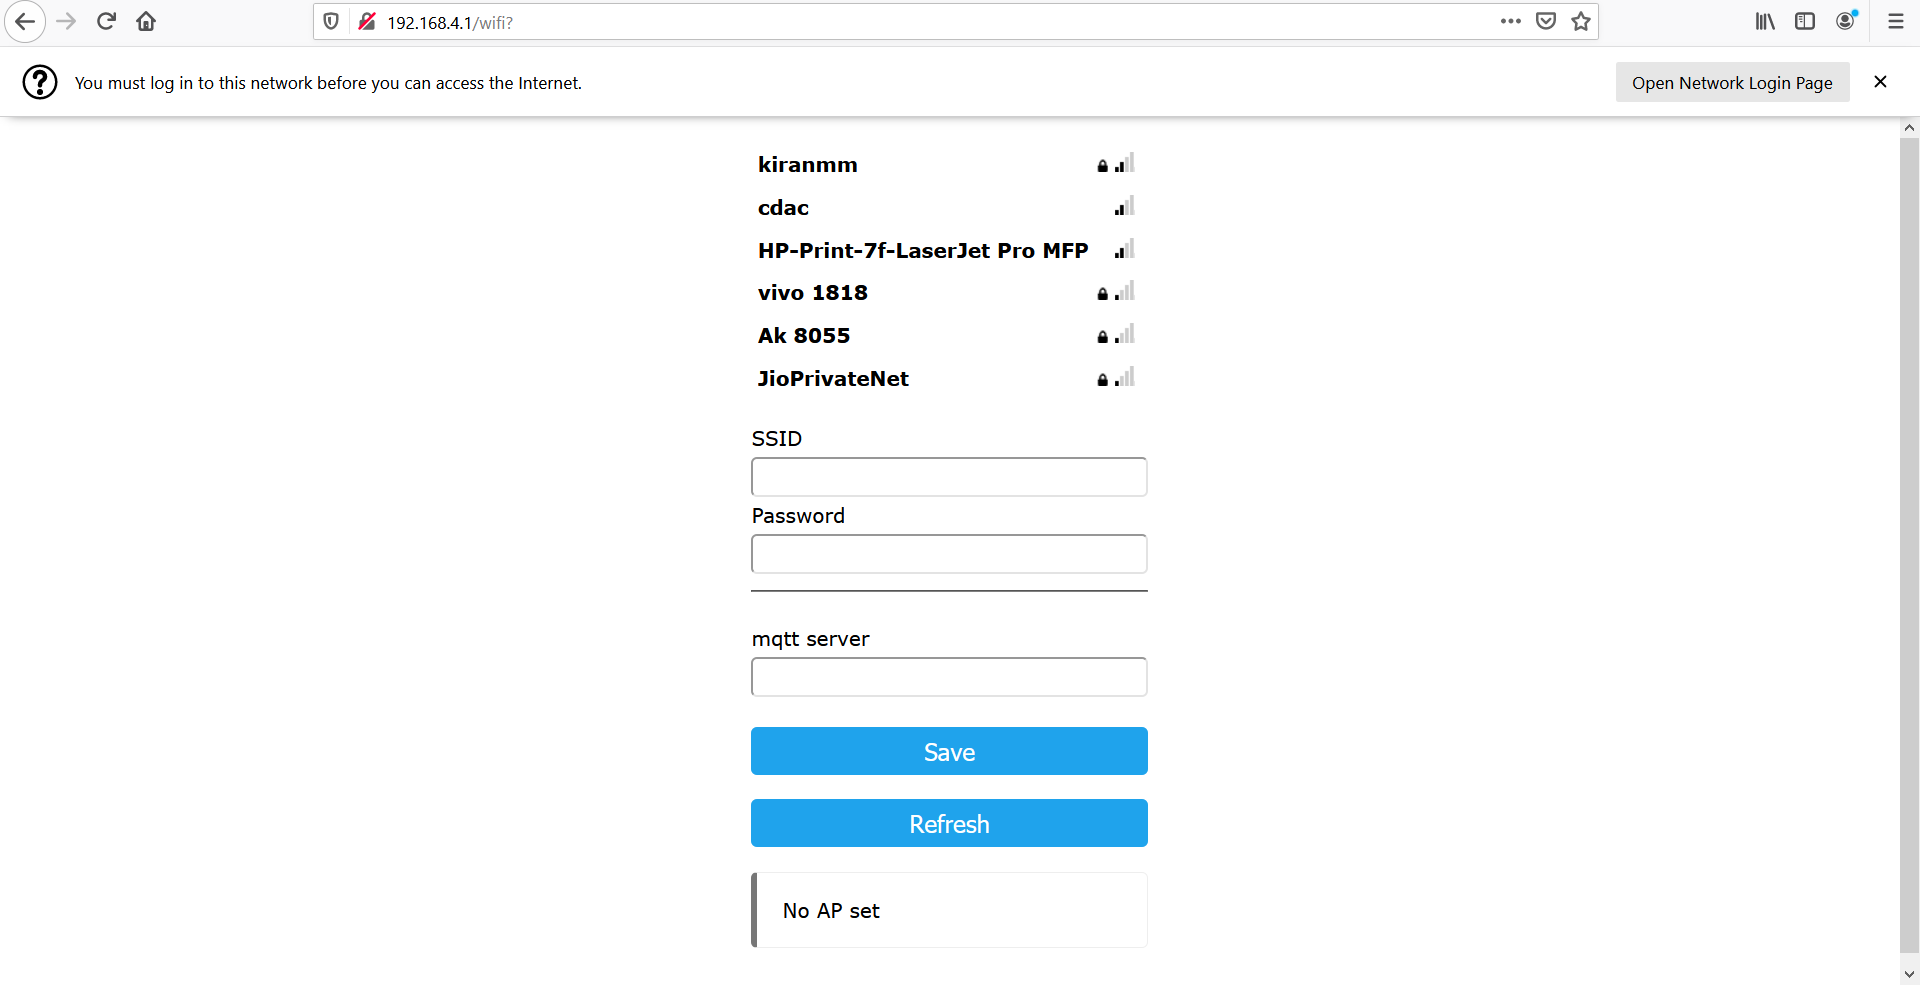 192.168.4.1/wifi?
You must log in to this network before you can access the Internet.
Open Network Login Page
kiranmm
cdac
HP-Print-7f-LaserJet Pro MFP
vivo 1818
Ak 8055
JioPrivateNet
SSID
Password
mqtt server
Save
Refresh
No AP set